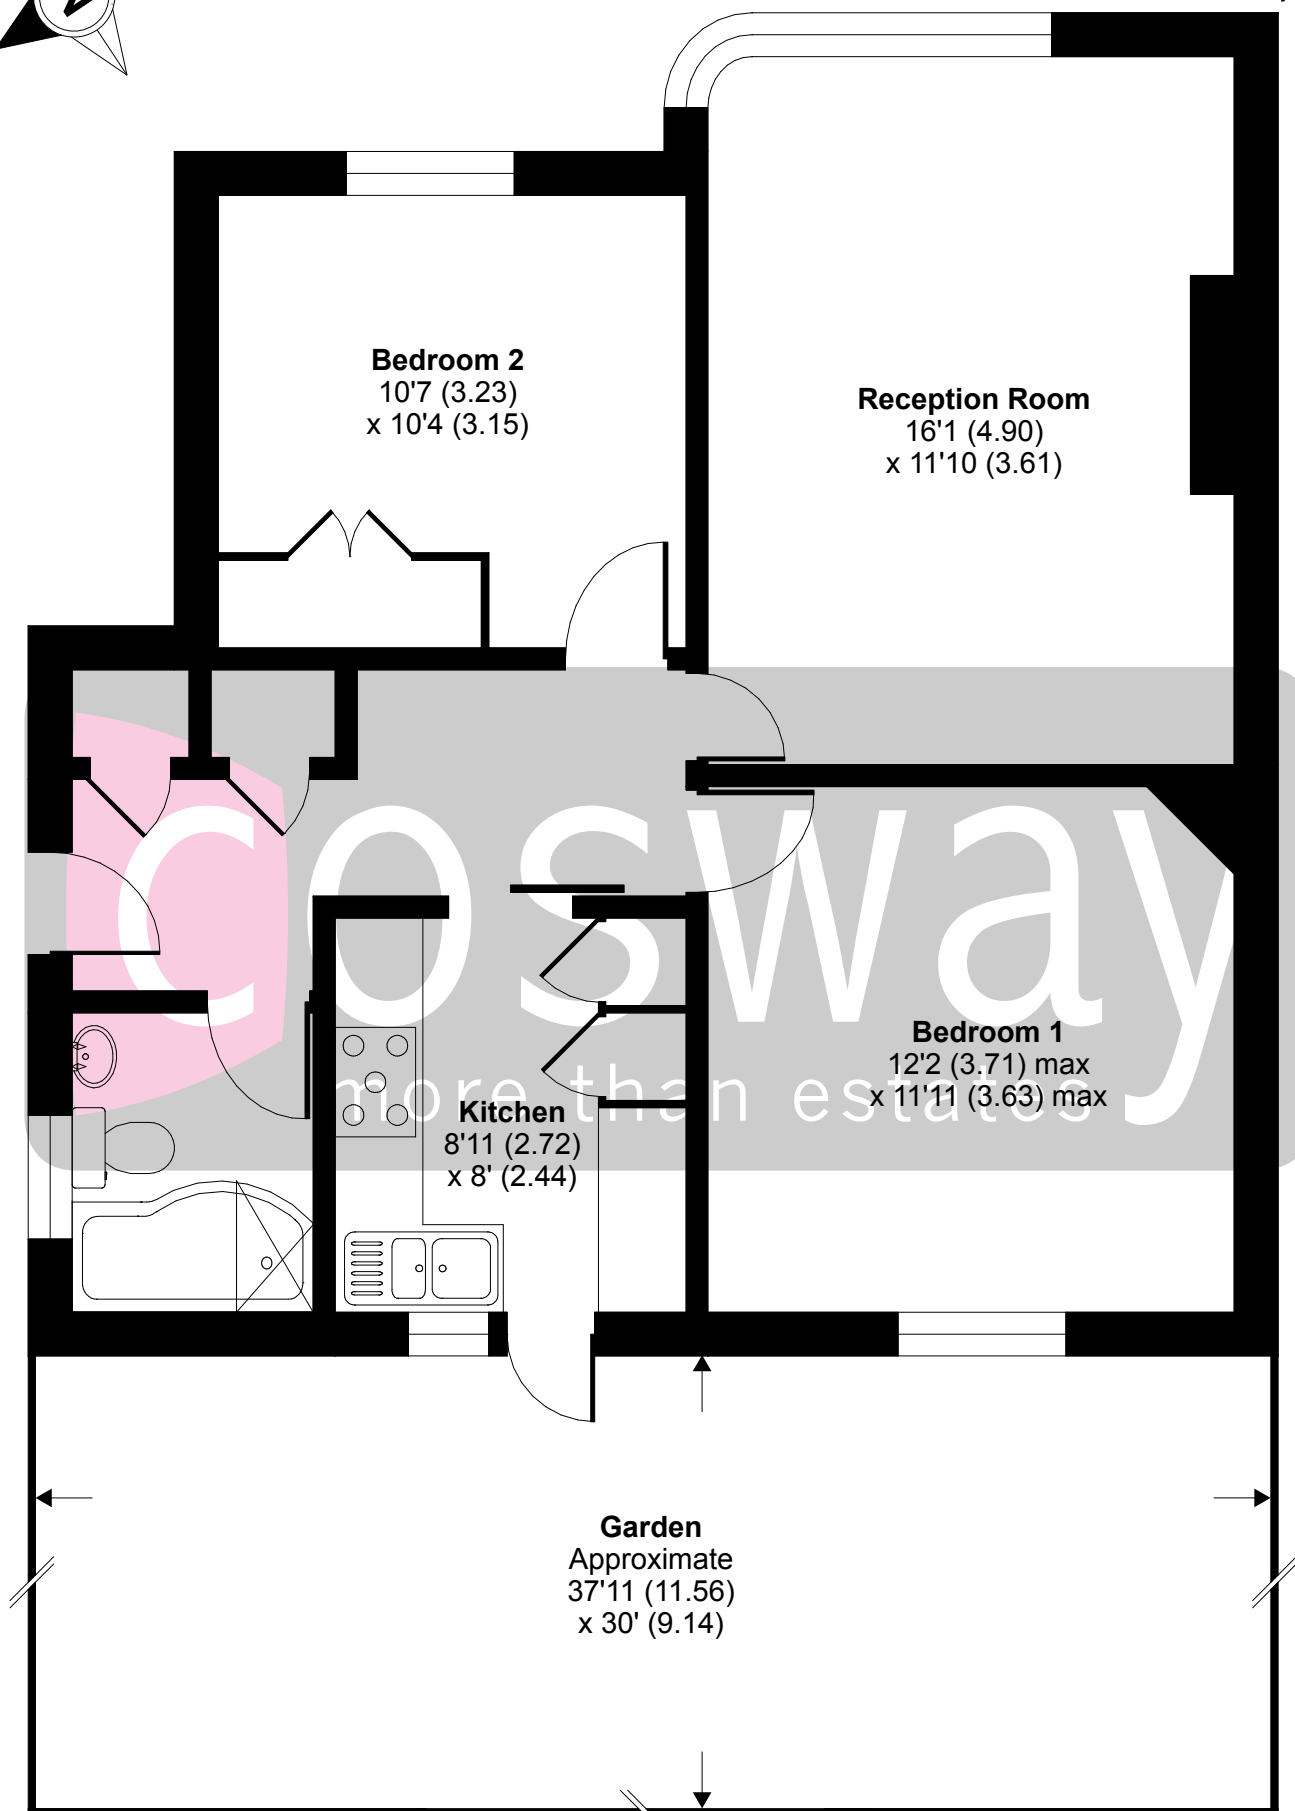 Bedroom 2
10'7 (3.23)
x 10'4 (3.15)
Reception Room
16'1 (4.90)
x 11'10 (3.61)
cosway
more than estates
Bedroom 1
12'2 (3.71) max
x 11'11 (3.63) max
Kitchen
8'11 (2.72)
x 8' (2.44)
Garden
Approximate
37'11 (11.56)
x 30' (9.14)